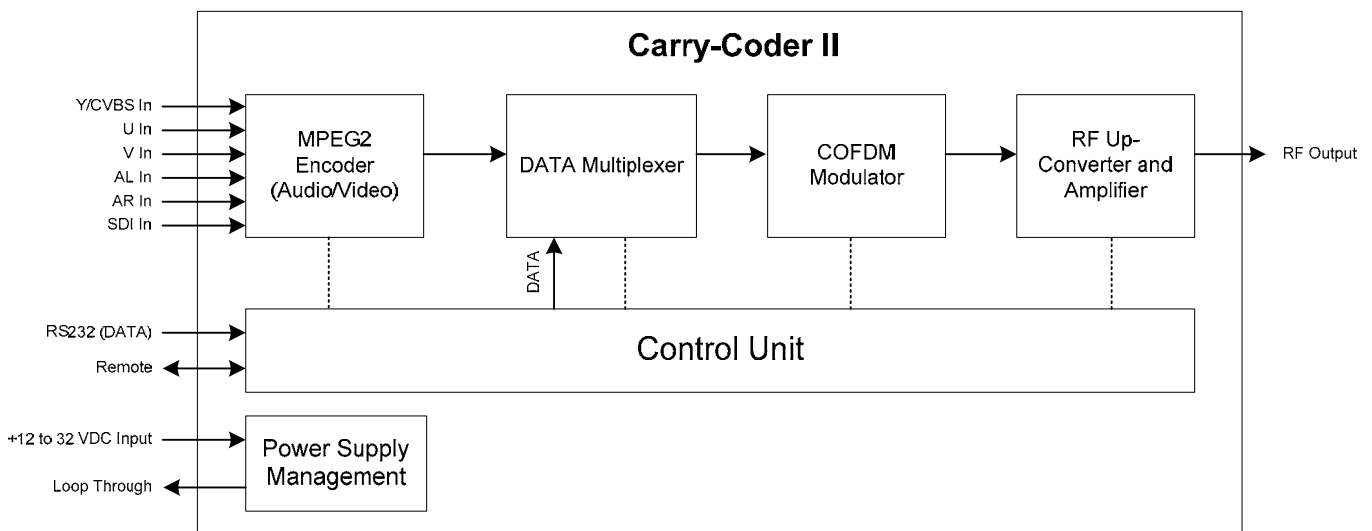 Carry-Coder II
Y/CVBS In
U In
V In
AL In
AR In
SDI In
MPEG2
Encoder
(Audio/Video)
DATA Multiplexer
COFDM
Modulator
RF Up-
Converter and
Amplifier
RF Output
DATA
RS232 (DATA)
Remote
Control Unit
+12 to 32 VDC Input
Loop Through
Power Supply
Management